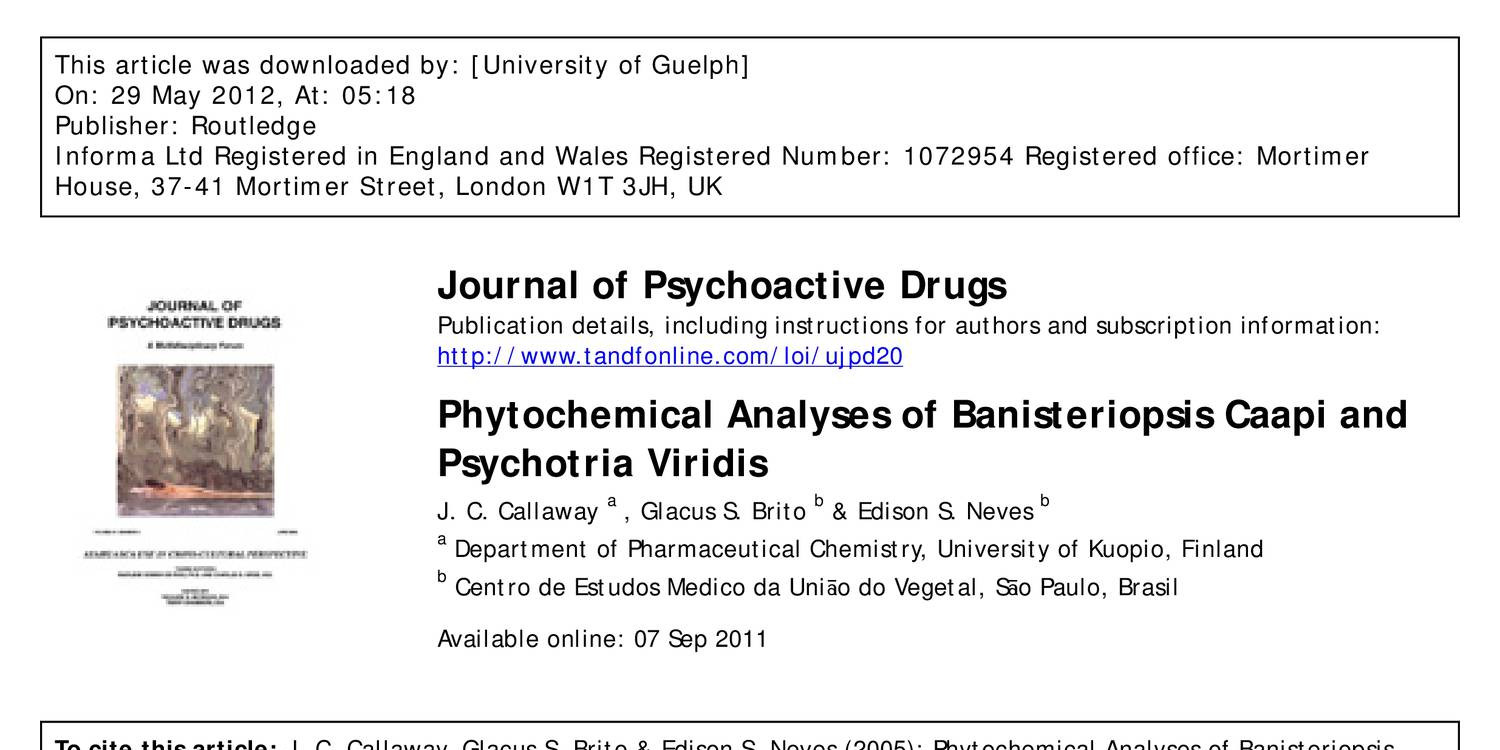 This article was downloaded by: [University of Guelph]
On: 29 May 2012, At: 05:18
Publisher: Routledge
Informa Ltd Registered in England and Wales Registered Number: 1072954 Registered office: Mortimer
House, 37-41 Mortimer Street, London W1T 3JH, UK
JOURNAL OF
PSYCHOACTIVE DRUGS
A Multidisciplinary Forum
AYAHUASCA USE IN CROSS-CULTURAL PERSPECTIVE
Journal of Psychoactive Drugs
Publication details, including instructions for authors and subscription information:
http://www.tandfonline.com/loi/ujpd20
Phytochemical Analyses of Banisteriopsis Caapi and
Psychotria Viridis
J. C. Callaway a , Glacus S. Brito b & Edison S. Neves b
a Department of Pharmaceutical Chemistry, University of Kuopio, Finland
b Centro de Estudos Medico da União do Vegetal, São Paulo, Brasil
Available online: 07 Sep 2011
To cite this article: J. C. Callaway, Glacus S. Brito & Edison S. Neves (2005): Phytochemical Analyses of Banisteriopsis